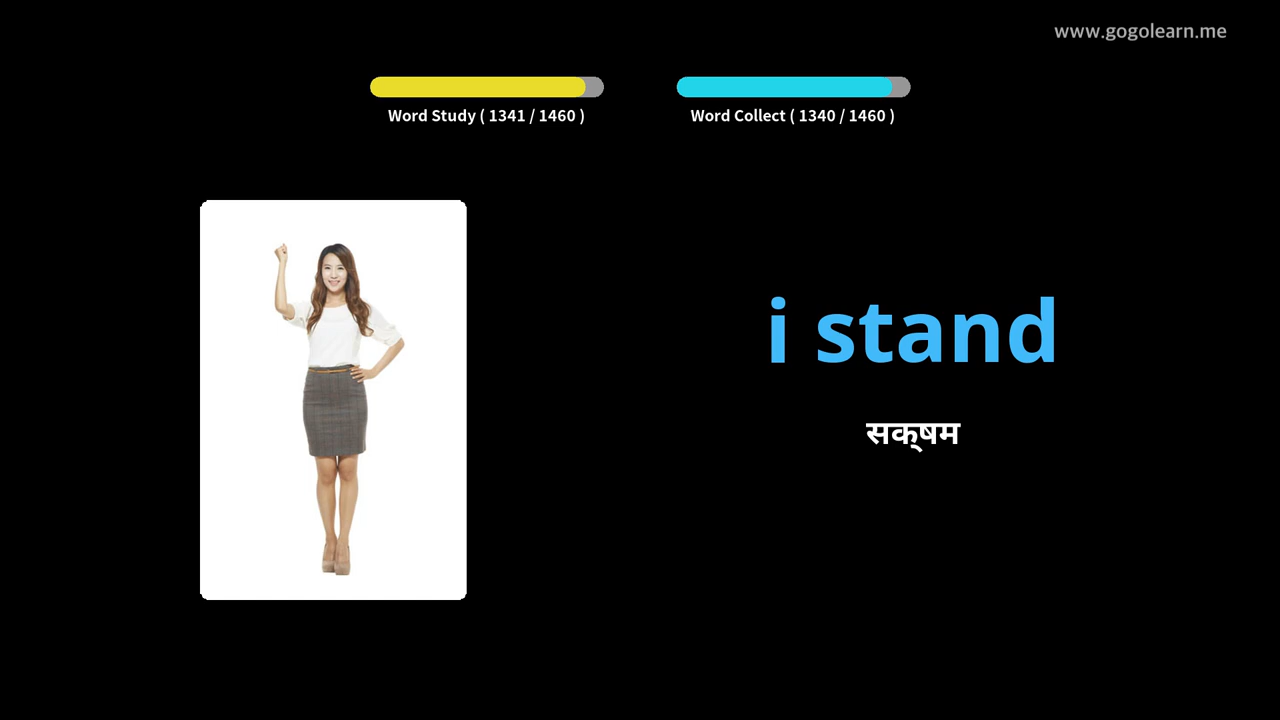 www.gogolearn.me
Word Study ( 1341 / 1460 )
Word Collect ( 1340 / 1460 )
i stand
सक्षम